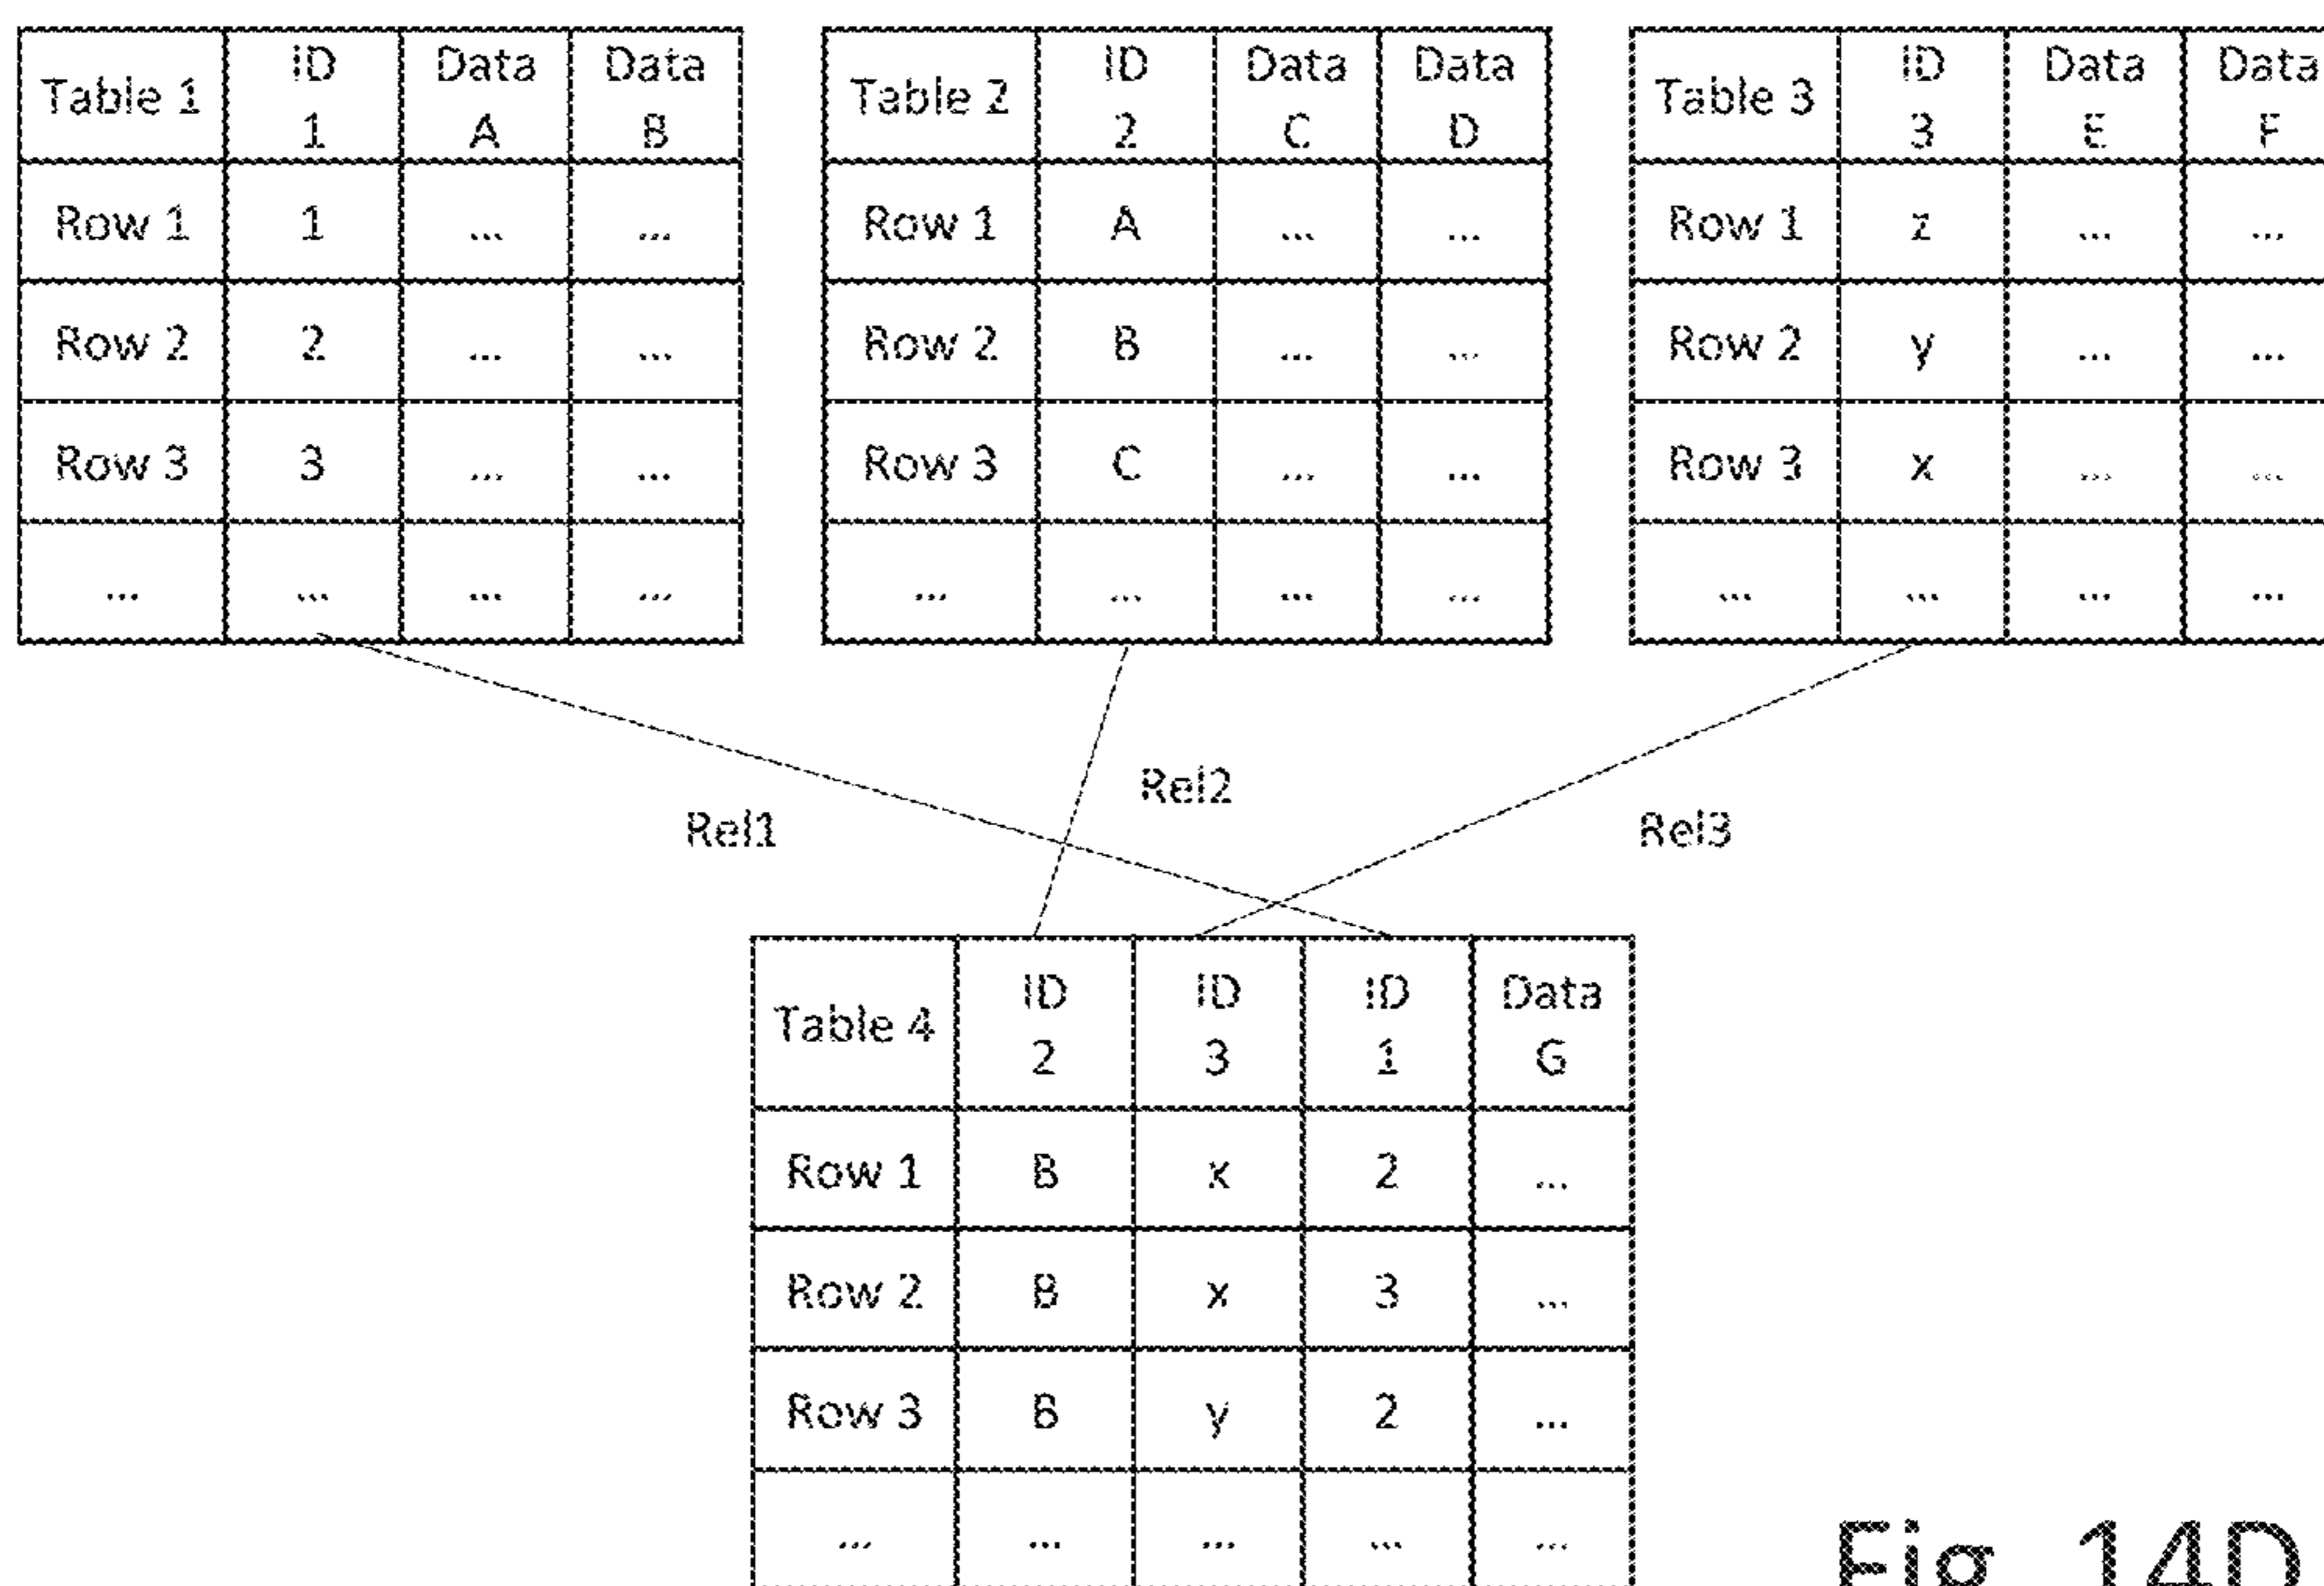 Table 1 ID 1 Data A Data B
Row 1 1 ... ...
Row 2 2 ... ...
Row 3 3 ... ...
... ... ... ...
Table 2 ID 2 Data C Data D
Row 1 A ... ...
Row 2 B ... ...
Row 3 C ... ...
... ... ... ...
Table 3 ID 3 Data E Data F
Row 1 z ... ...
Row 2 y ... ...
Row 3 x ... ...
... ... ... ...
Rel1
Rel2
Rel3
Table 4 ID 2 ID 3 ID 1 Data G
Row 1 B x 2 ...
Row 2 B x 3 ...
Row 3 B y 2 ...
... ... ... ... ...
Fig. 14D